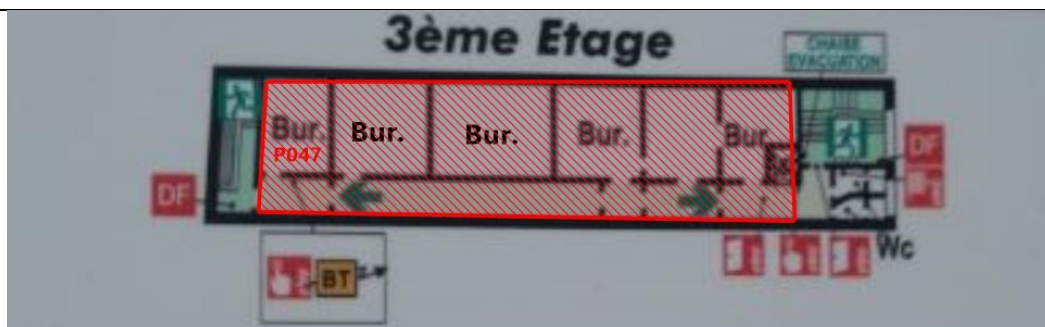 3ème Etage
CHAISE
EVACUATION
Bur. Bur. Bur. Bur. Bur.
P047
DF
DF
BT
Wc